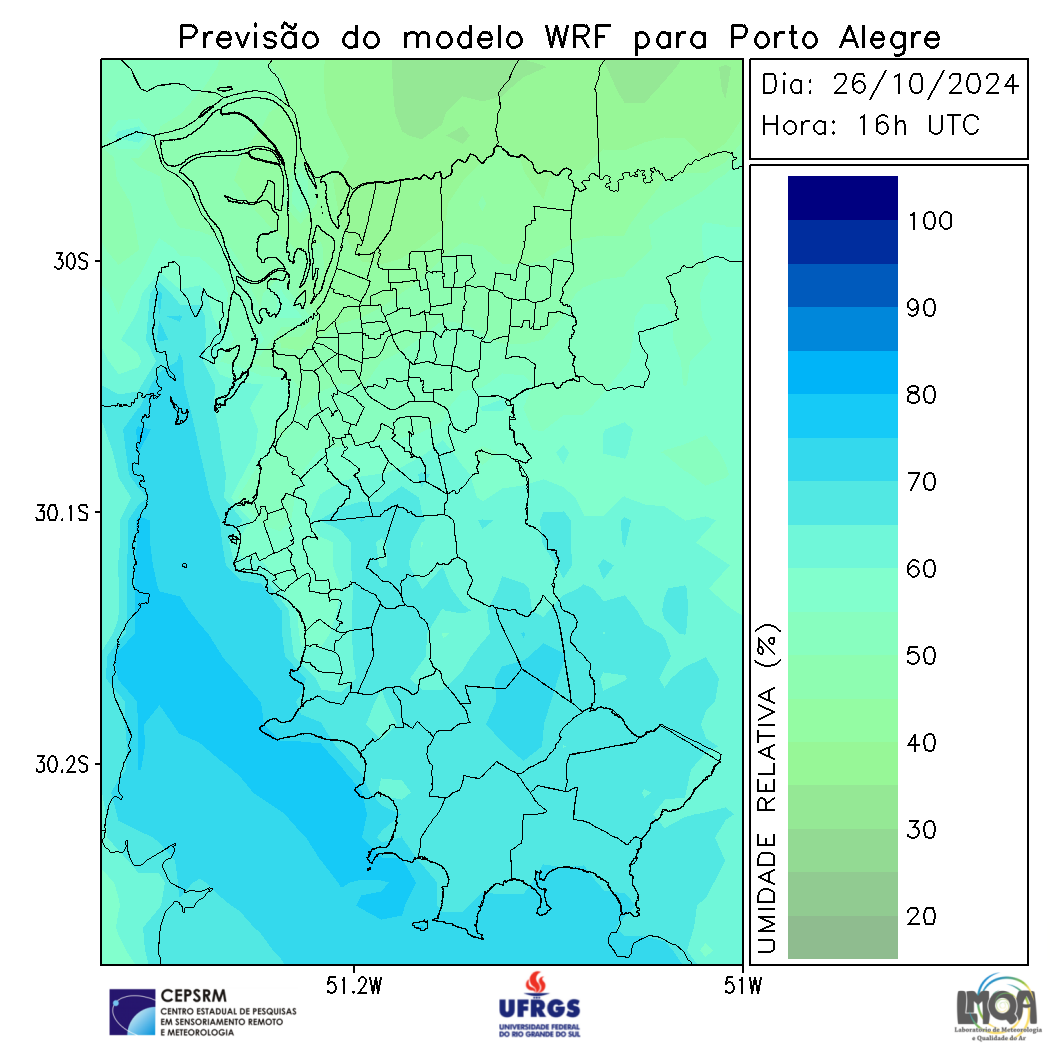 Previsão do modelo WRF para Porto Alegre
Dia: 26/10/2024
Hora: 16h UTC
100
90
80
70
60
50
40
30
20
UMIDADE RELATIVA (%)
30S
30.1S
30.2S
51.2W
51W
CEPSRM
CENTRO ESTADUAL DE PESQUISAS
EM SENSORIAMENTO REMOTO
E METEOROLOGIA
UFRGS
UNIVERSIDADE FEDERAL
DO RIO GRANDE DO SUL
LMQA
Laboratório de Meteorologia
e Qualidade do Ar